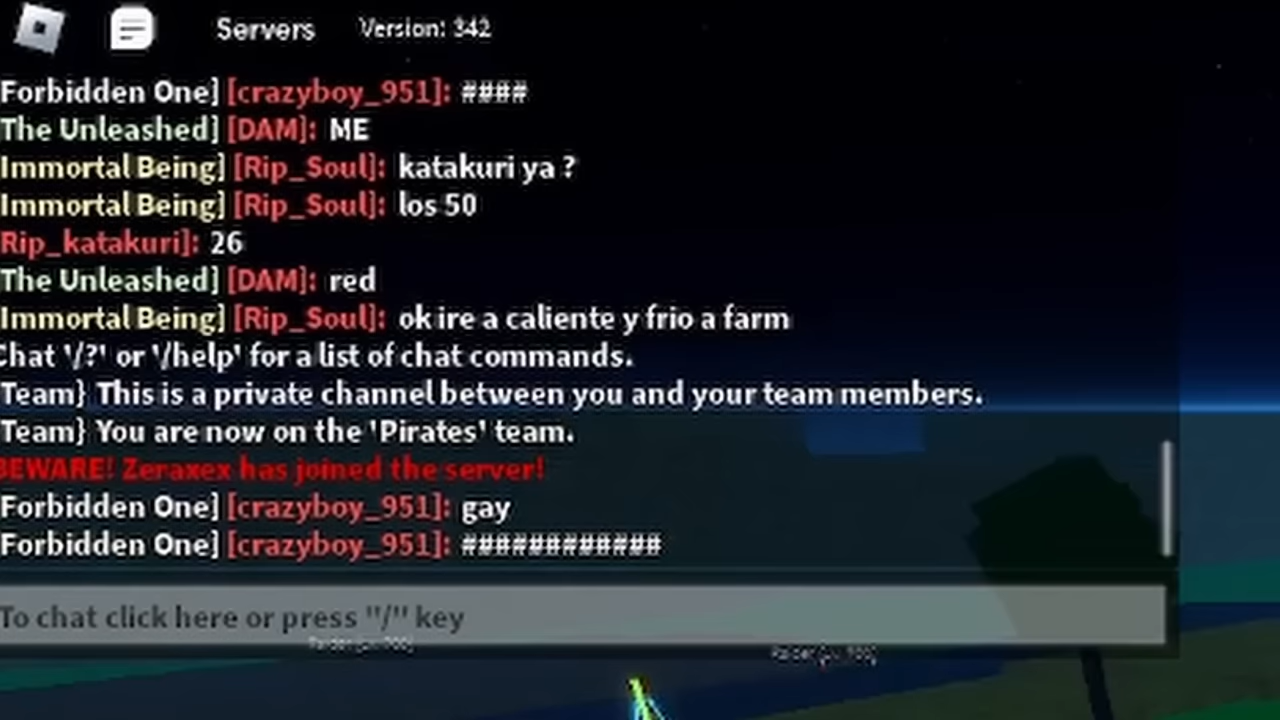 Servers Version: 342
Forbidden One] [crazyboy_951]: ####
The Unleashed] [DAM]: ME
Immortal Being] [Rip_Soul]: katakuri ya ?
Immortal Being] [Rip_Soul]: los 50
Rip_katakuri]: 26
The Unleashed] [DAM]: red
Immortal Being] [Rip_Soul]: ok ire a caliente y frio a farm
Chat '/?' or '/help' for a list of chat commands.
Team} This is a private channel between you and your team members.
Team} You are now on the 'Pirates' team.
BEWARE! Zeraxex has joined the server!
Forbidden One] [crazyboy_951]: gay
Forbidden One] [crazyboy_951]: ############
To chat click here or press "/" key